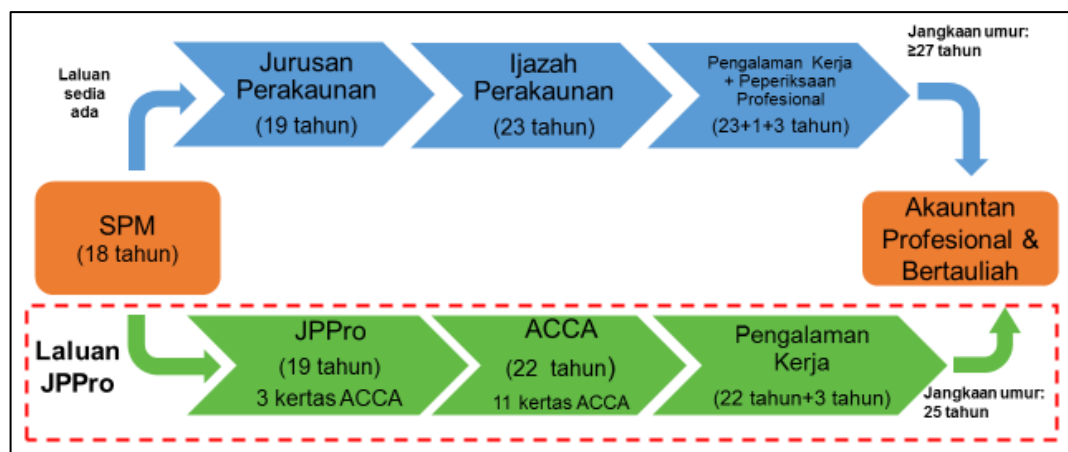 Laluan
sedia
ada
Jurusan
Perakaunan
(19 tahun)
Ijazah
Perakaunan
(23 tahun)
Pengalaman Kerja
+ Peperiksaan
Profesional
(23+1+3 tahun)
Jangkaan umur:
≥27 tahun
SPM
(18 tahun)
Akauntan
Profesional &
Bertauliah
Laluan
JPPro
JPPro
(19 tahun)
3 kertas ACCA
ACCA
(22 tahun)
11 kertas ACCA
Pengalaman
Kerja
(22 tahun+3 tahun)
Jangkaan umur:
25 tahun